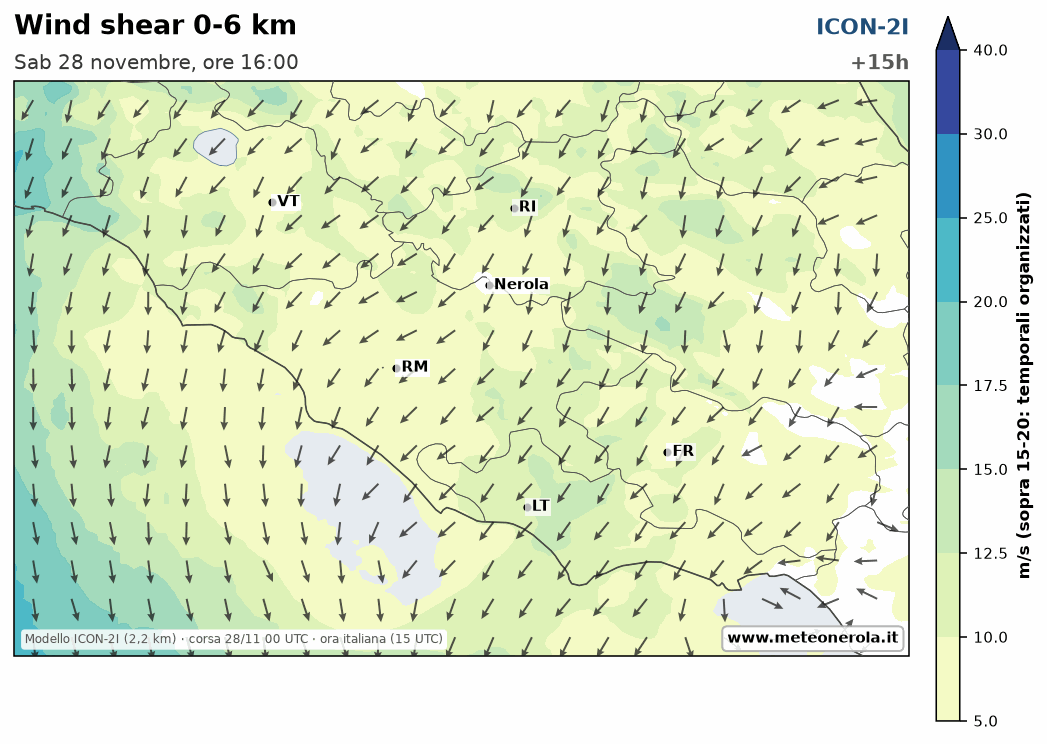 Wind shear 0-6 km
ICON-2I
Sab 28 novembre, ore 16:00
+15h
40.0
30.0
25.0
20.0
17.5
15.0
12.5
10.0
5.0
m/s (sopra 15-20: temporali organizzati)
VT
RI
Nerola
RM
FR
LT
Modello ICON-2I (2,2 km) · corsa 28/11 00 UTC · ora italiana (15 UTC)
www.meteonerola.it